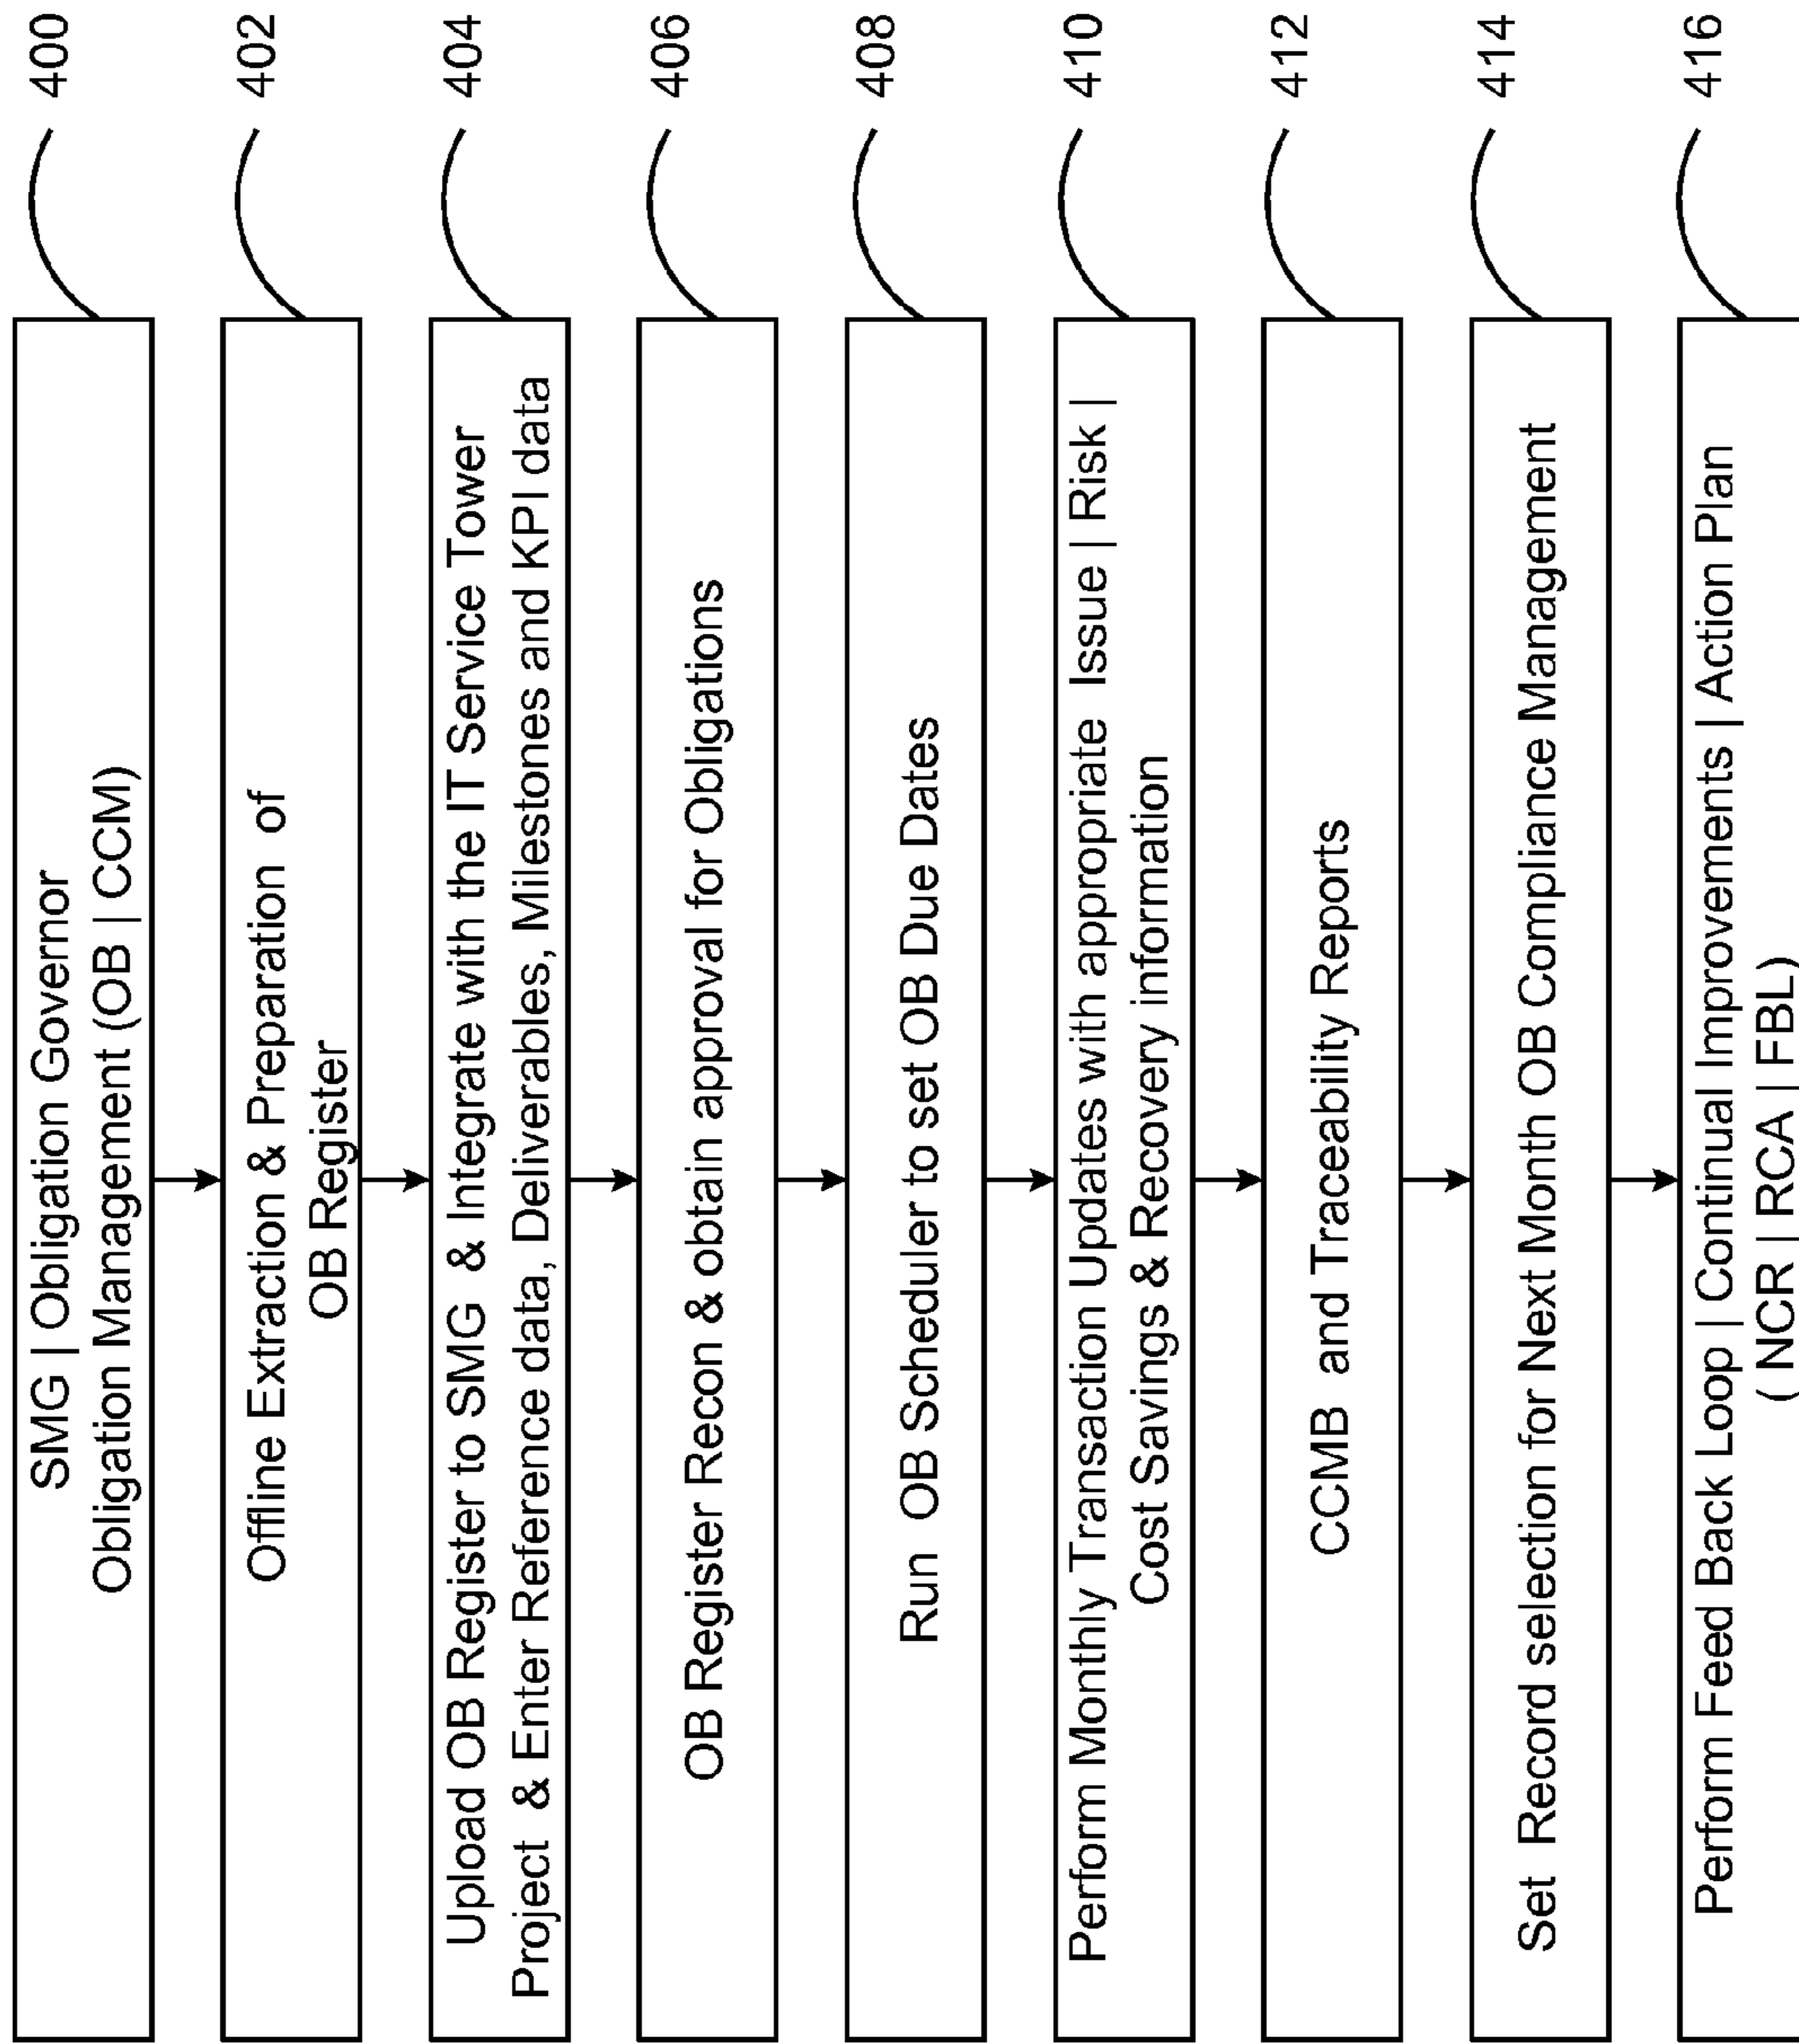 SMG | Obligation Governor
Obligation Management (OB | CCM)
400
Offline Extraction & Preparation of
OB Register
402
Upload OB Register to SMG & Integrate with the IT Service Tower
Project & Enter Reference data, Deliverables, Milestones and KPI data
404
OB Register Recon & obtain approval for Obligations
406
Run OB Scheduler to set OB Due Dates
408
Perform Monthly Transaction Updates with appropriate Issue | Risk |
Cost Savings & Recovery information
410
CCMB and Traceability Reports
412
Set Record selection for Next Month OB Compliance Management
414
Perform Feed Back Loop | Continual Improvements | Action Plan
( NCR | RCA | FBL)
416